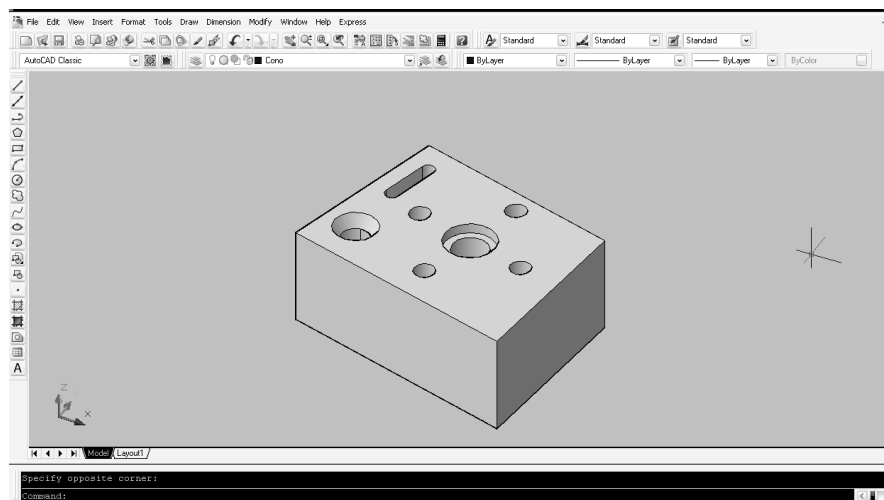 File Edit View Insert Format Tools Draw Dimension Modify Window Help Express
Standard Standard Standard
AutoCAD Classic Cono ByLayer ByLayer ByLayer ByColor
A
Z
X
Model Layout1
Specify opposite corner:
Command: